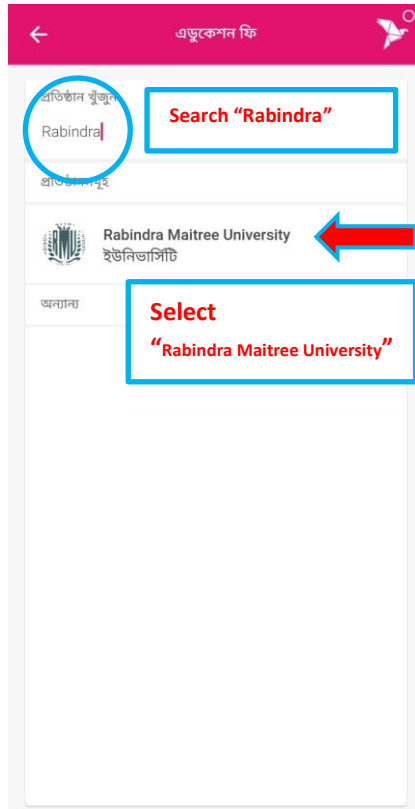 এডুকেশন ফি
প্রতিষ্ঠান খুঁজুন
Search “Rabindra”
Rabindra
Rabindra Maitree University
ইউনিভার্সিটি
অন্যান্য
Select
“Rabindra Maitree University”